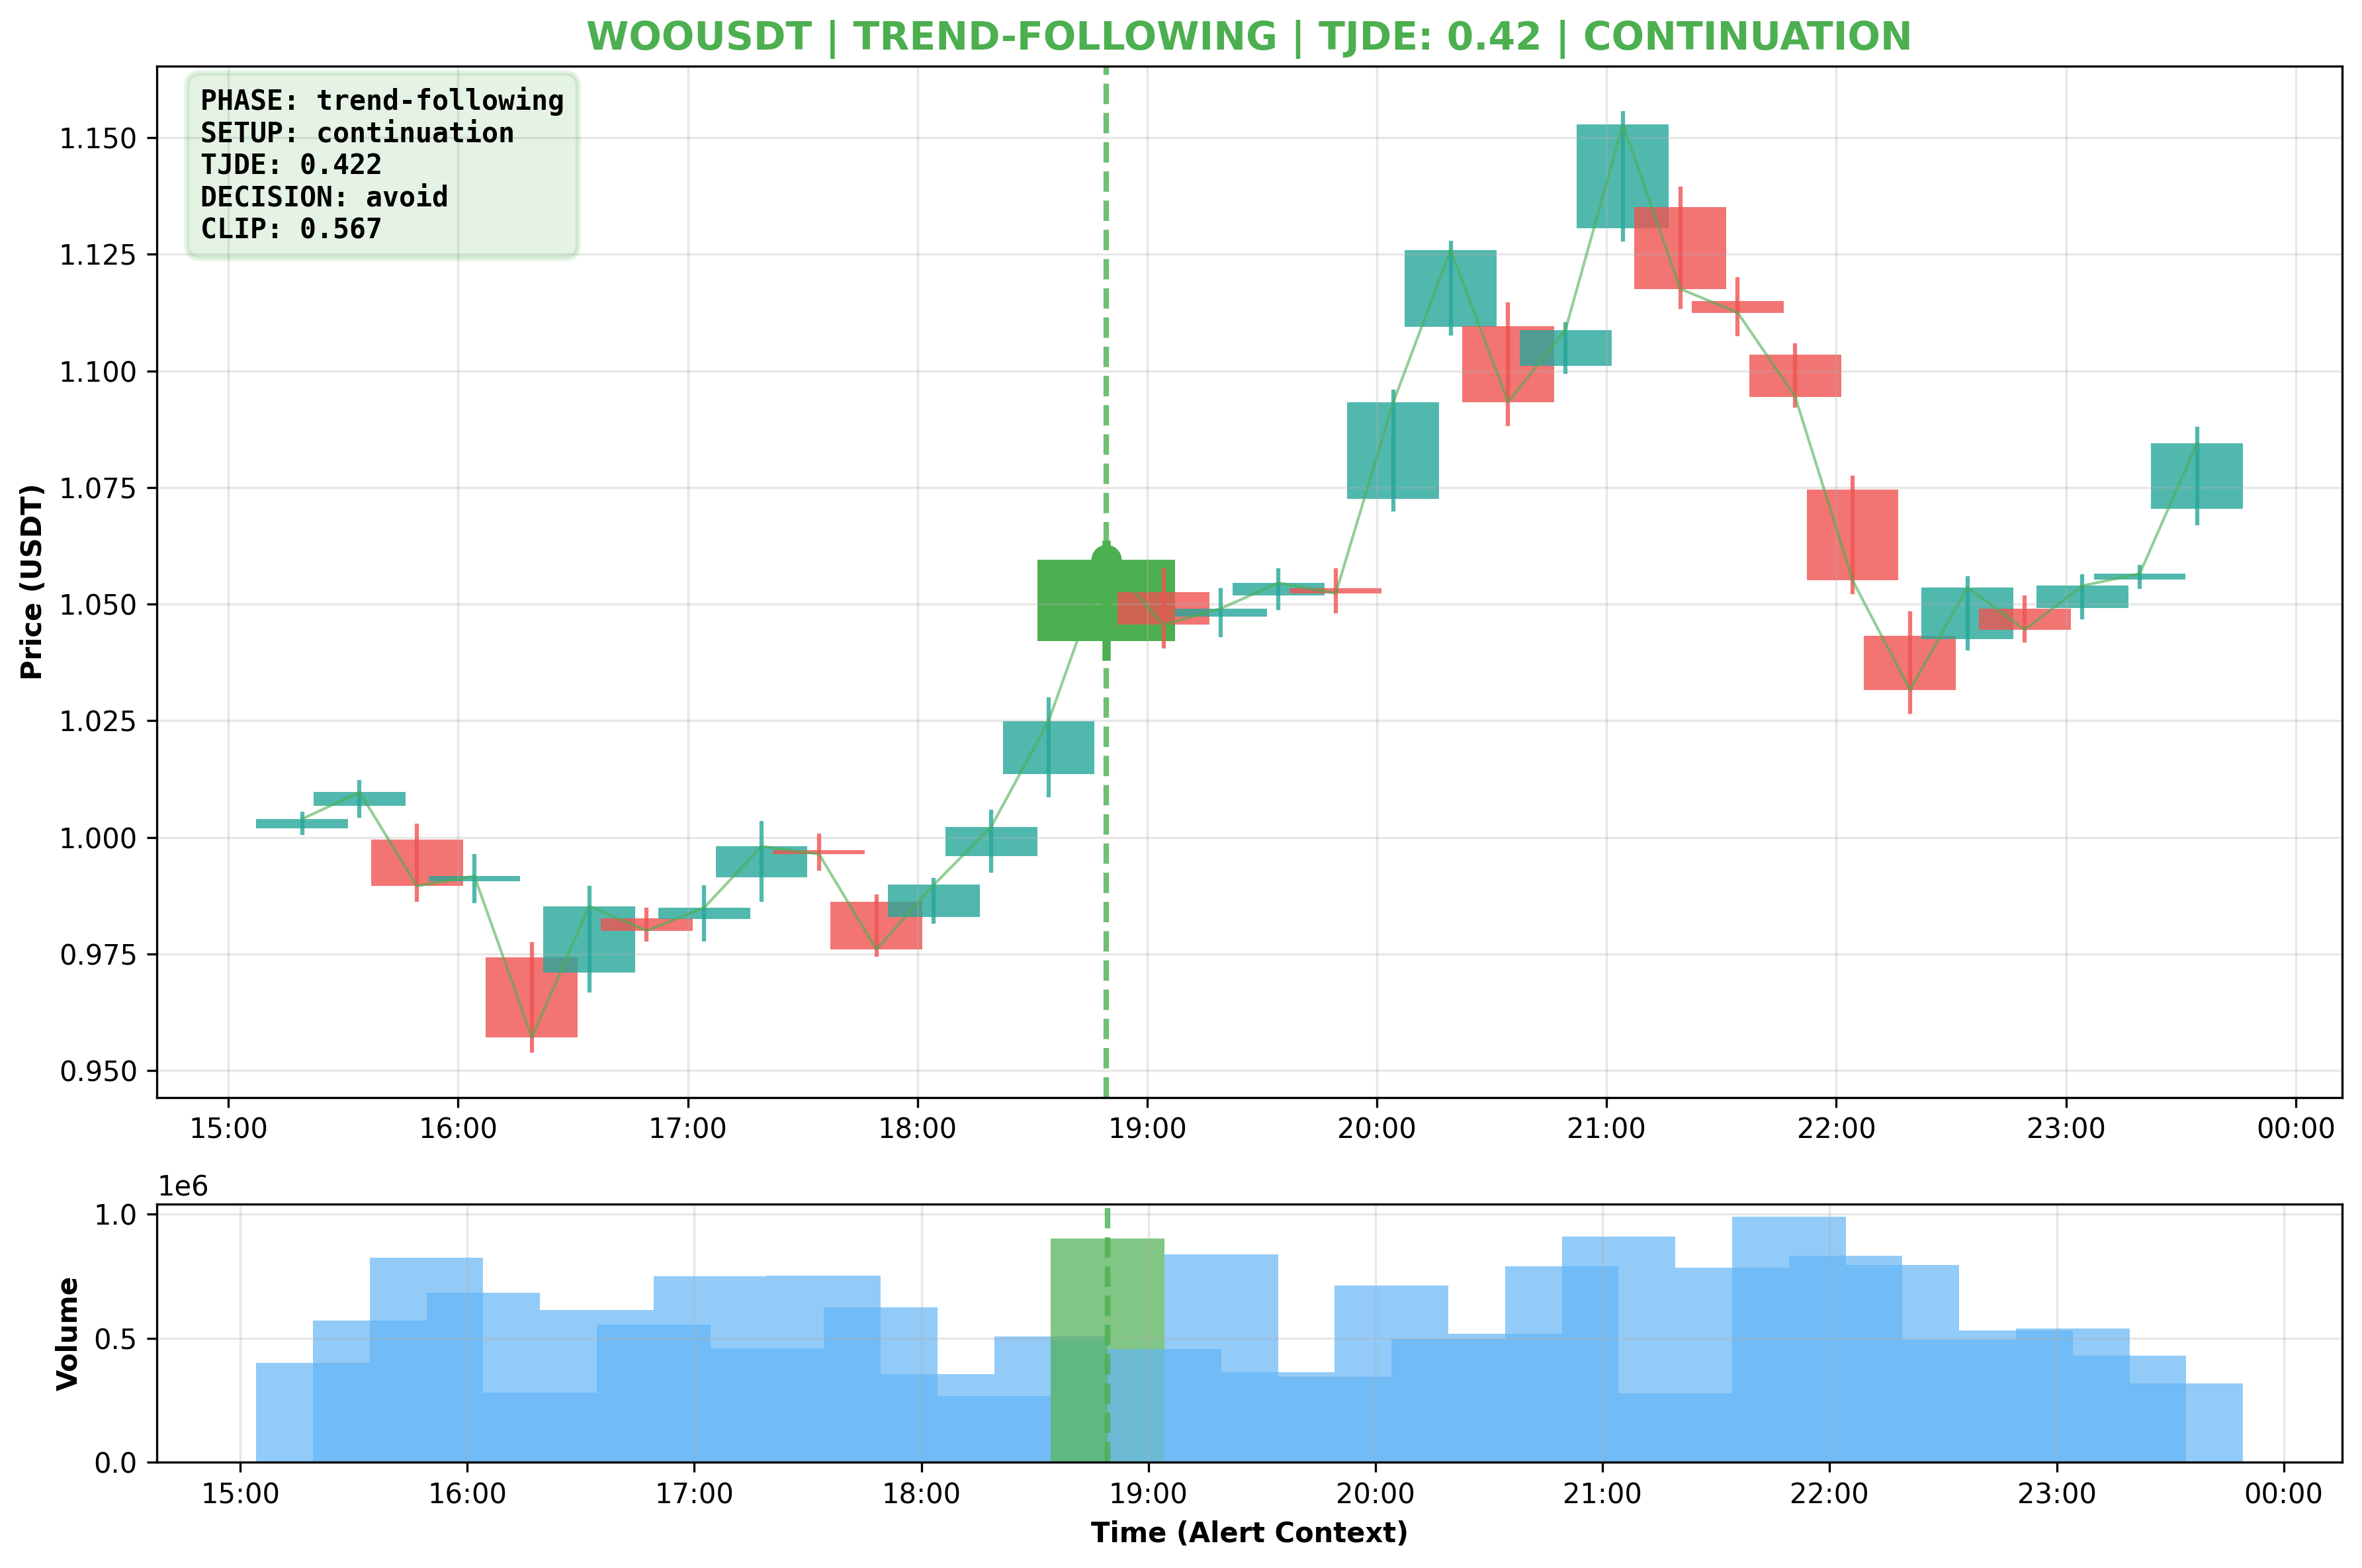 WOOUSDT | TREND-FOLLOWING | TJDE: 0.42 | CONTINUATION
PHASE: trend-following
SETUP: continuation
TJDE: 0.422
DECISION: avoid
CLIP: 0.567
Price (USDT)
1.150
1.125
1.100
1.075
1.050
1.025
1.000
0.975
0.950
15:00 16:00 17:00 18:00 19:00 20:00 21:00 22:00 23:00 00:00
1e6
Volume
1.0
0.5
0.0
15:00 16:00 17:00 18:00 19:00 20:00 21:00 22:00 23:00 00:00
Time (Alert Context)